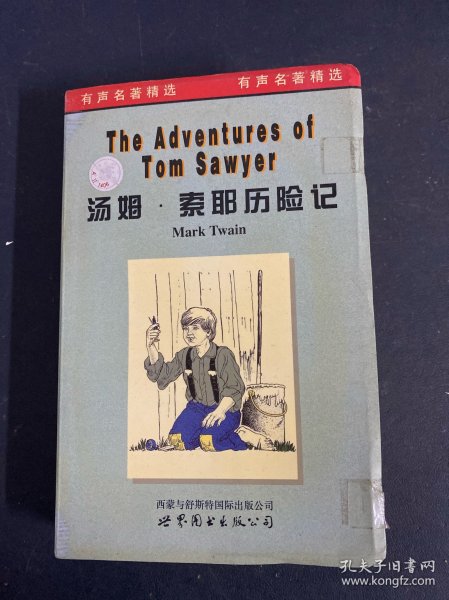 有声名著精选 有声名著精选
The Adventures of
Tom Sawyer
汤姆·索耶历险记
Mark Twain
西蒙与舒斯特国际出版公司
世界图书出版公司
孔夫子旧书网
www.kongfz.com